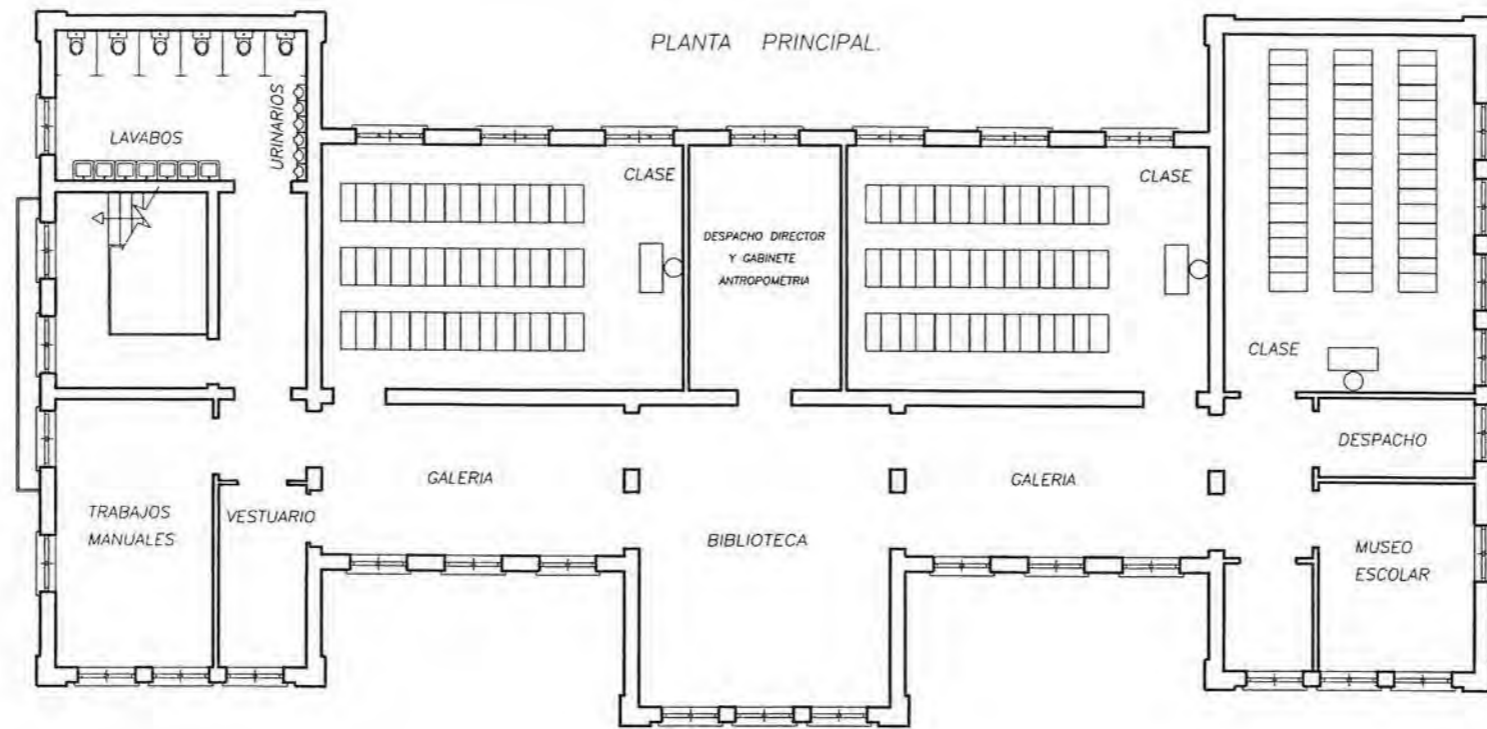 PLANTA PRINCIPAL.
LAVABOS
URINARIOS
CLASE
DESPACHO DIRECTOR
Y GABINETE
ANTROPOMETRIA
CLASE
CLASE
DESPACHO
GALERIA
GALERIA
TRABAJOS
MANUALES
VESTUARIO
BIBLIOTECA
MUSEO
ESCOLAR